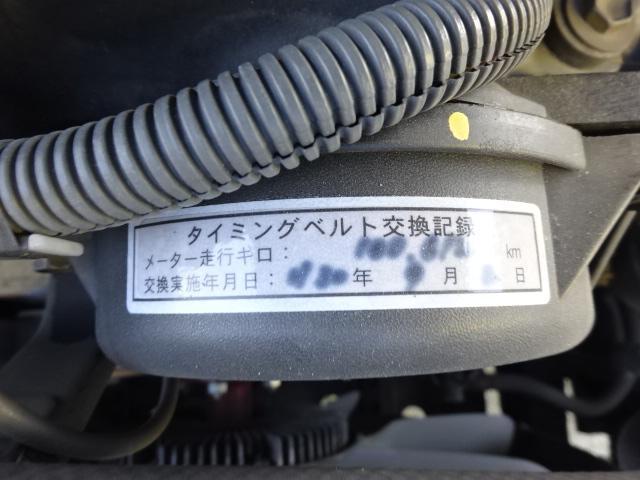 タイミングベルト交換記録
メーター走行キロ： km
交換実施年月日： 年 月 日